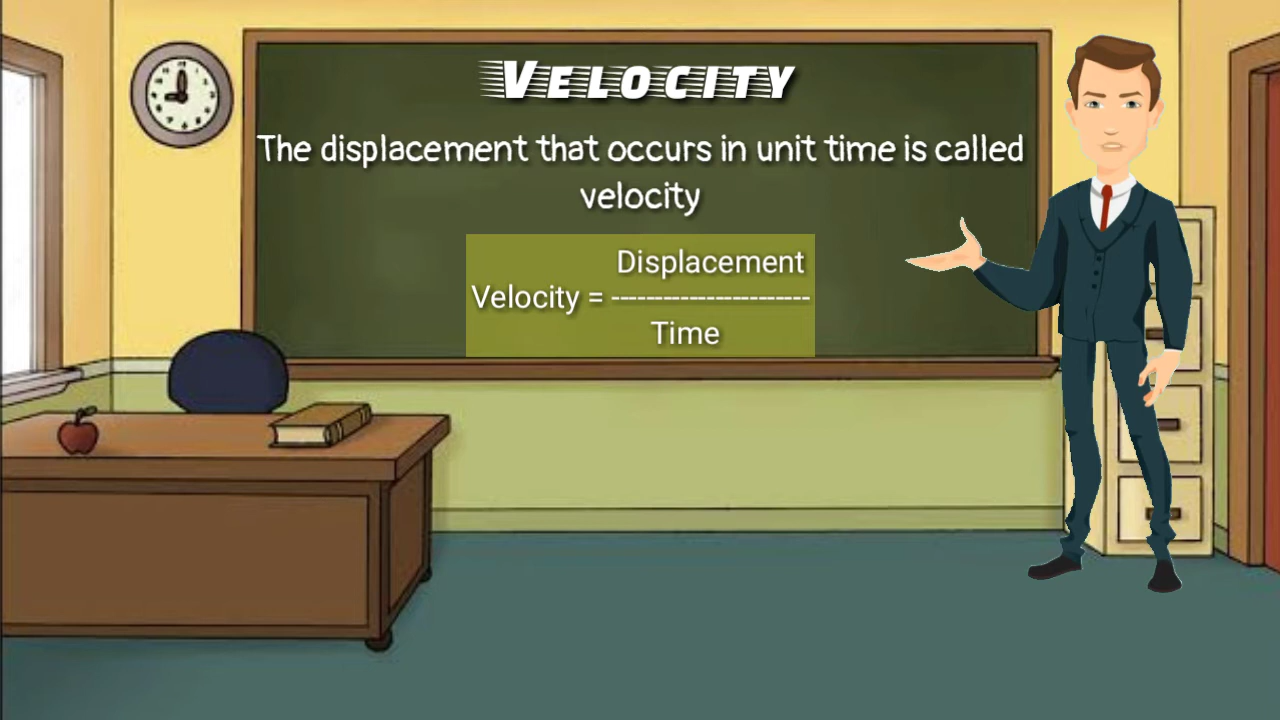 VELOCITY
The displacement that occurs in unit time is called
velocity
Displacement
Velocity = -----------------------
Time